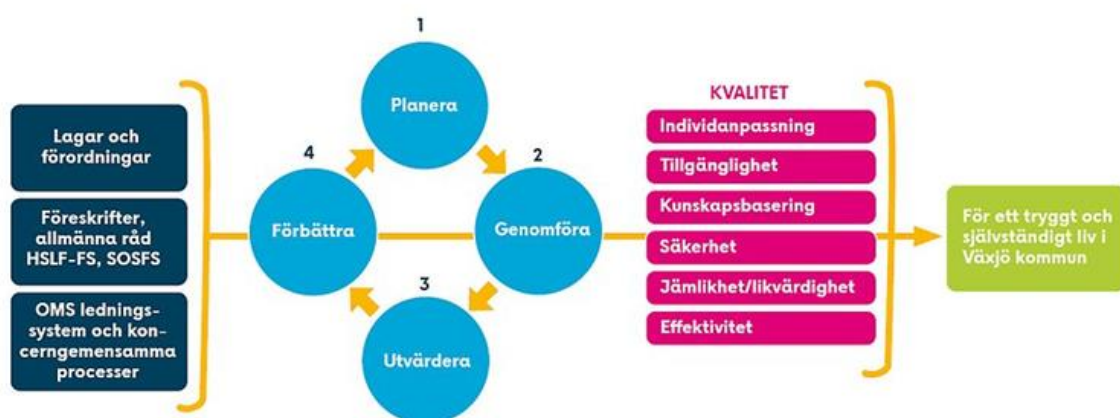 Lagar och
förordningar
Föreskrifter,
allmänna råd
HSLF-FS, SOSFS
OMS lednings-
system och kon-
cerngemensamma
processer
1
Planera
2
Genomföra
3
Utvärdera
4
Förbättra
KVALITET
Individanpassning
Tillgänglighet
Kunskapsbasering
Säkerhet
Jämlikhet/likvärdighet
Effektivitet
För ett tryggt och
självständigt liv i
Växjö kommun